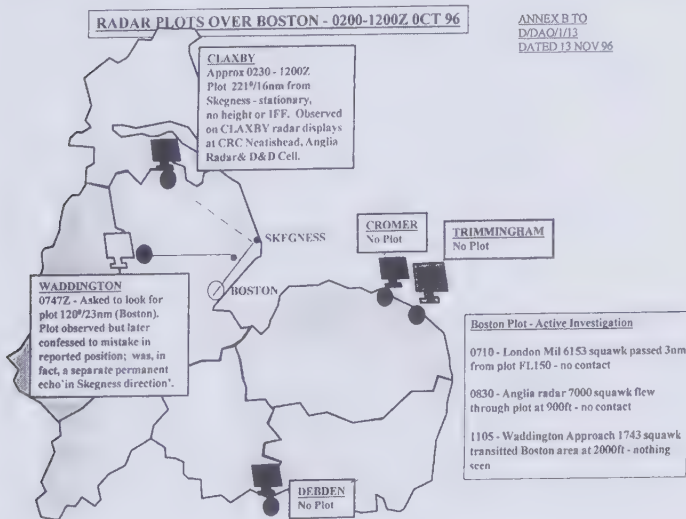 RADAR PLOTS OVER BOSTON - 0200-1200Z 0CT 96
ANNEX B TO
D/DAO/1/13
DATED 13 NOV 96
CLAXBY
Approx 0230 - 1200Z
Plot 221°/16nm from
Skegness - stationary,
no height or IFF. Observed
on CLAXBY radar displays
at CRC Neatishead, Anglia
Radar & D&D Cell.
SKEGNESS
BOSTON
CROMER
No Plot
TRIMMINGHAM
No Plot
WADDINGTON
0747Z - Asked to look for
plot 120°/23nm (Boston).
Plot observed but later
confessed to mistake in
reported position; was, in
fact, a separate permanent
echo 'in Skegness direction'.
Boston Plot - Active Investigation
0710 - London Mil 6153 squawk passed 3nm
from plot FL150 - no contact
0830 - Anglia radar 7000 squawk flew
through plot at 900ft - no contact
1105 - Waddington Approach 1743 squawk
transitted Boston area at 2000ft - nothing
seen
DEBDEN
No Plot